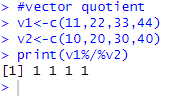 > #vector quotient
> v1<-c(11,22,33,44)
> v2<-c(10,20,30,40)
> print(v1%/%v2)
[1] 1 1 1 1
>